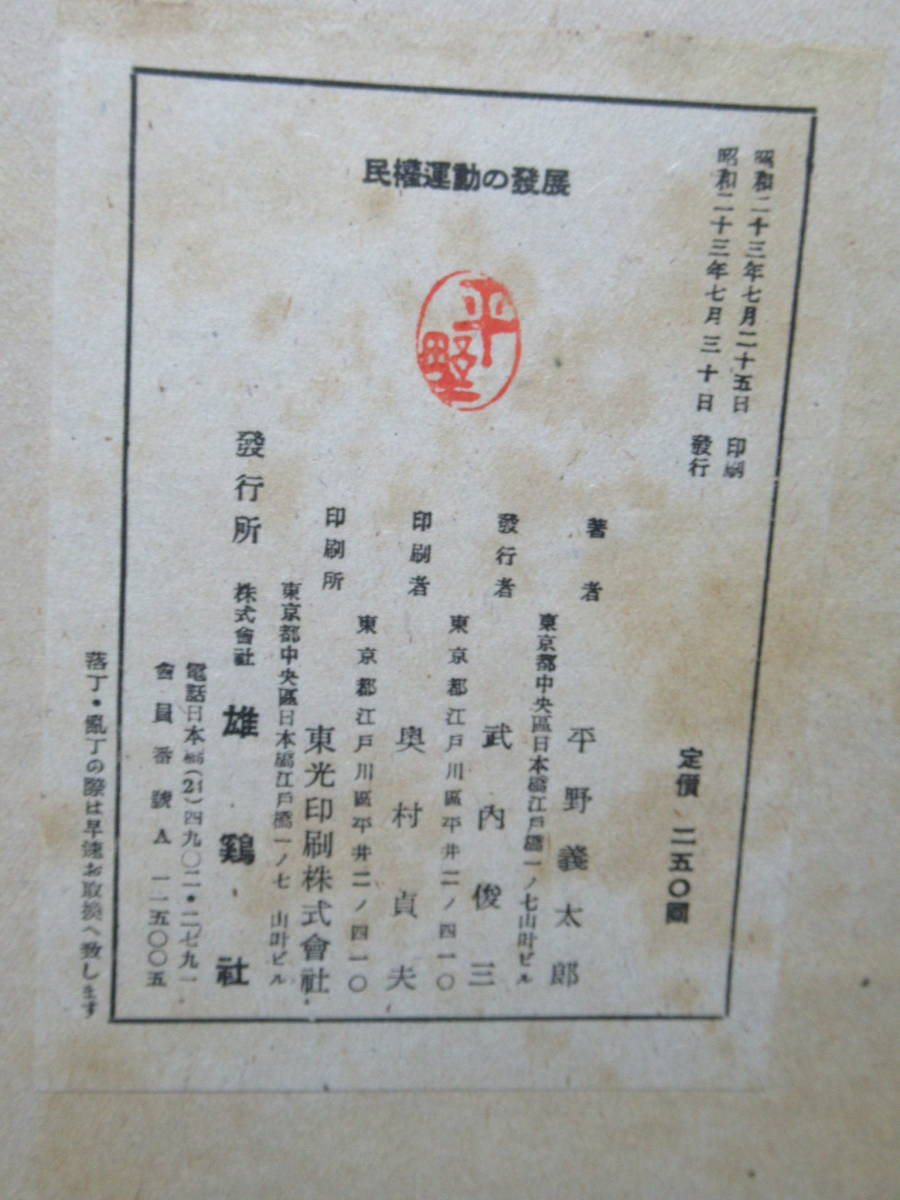 民權運動の發展
昭和二十三年七月二十五日 印刷
昭和二十三年七月三十日 發行
平野
定價 二五〇圓
著者 平野義太郎
東京都中央區日本橋江戸橋一ノ七山叶ビル
發行者 武內俊三
東京都江戸川區平井二ノ四一〇
印刷者 奧村貞夫
東京都江戸川區平井二ノ四一〇
印刷所 東光印刷株式會社
東京都中央區日本橋江戸橋一ノ七 山叶ビル
發行所 株式會社 雄鷄社
電話日本橋(24)四九〇二・二七九一
會員番號A一二五〇〇五
落丁・亂丁の際は早速お取換へ致します